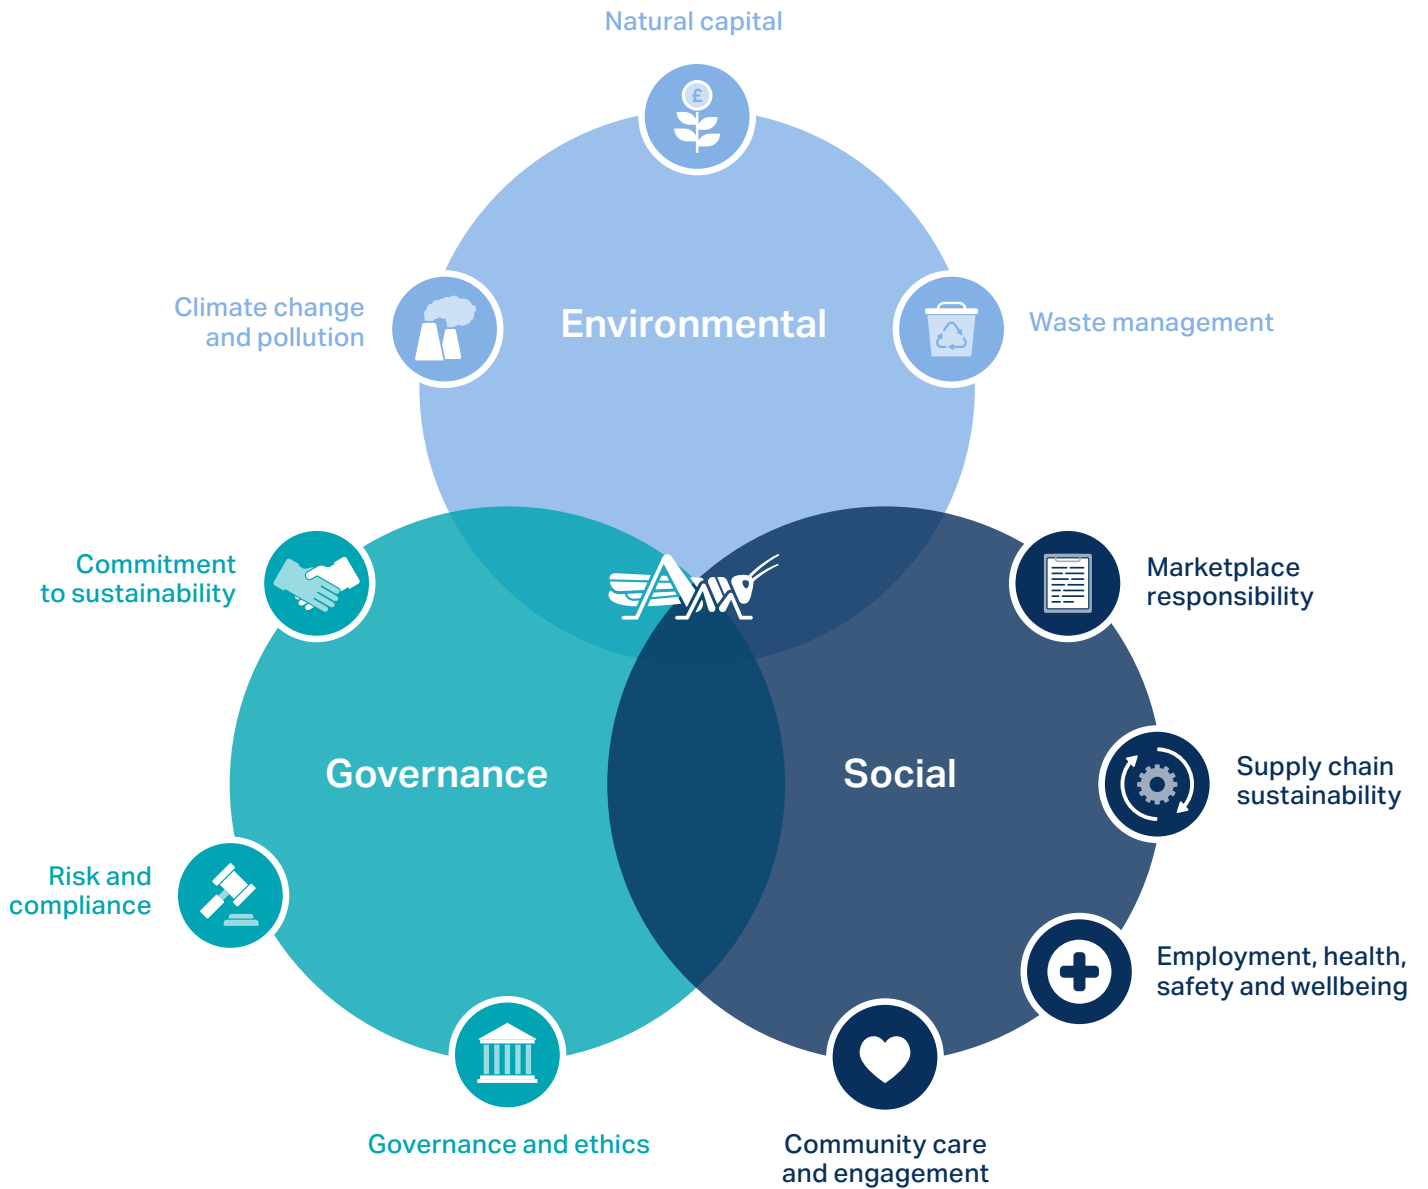 Natural capital
£
Climate change
and pollution
Environmental
Waste management
Commitment
to sustainability
Marketplace
responsibility
Governance
Social
Supply chain
sustainability
Risk and
compliance
Employment, health,
safety and wellbeing
Governance and ethics
Community care
and engagement